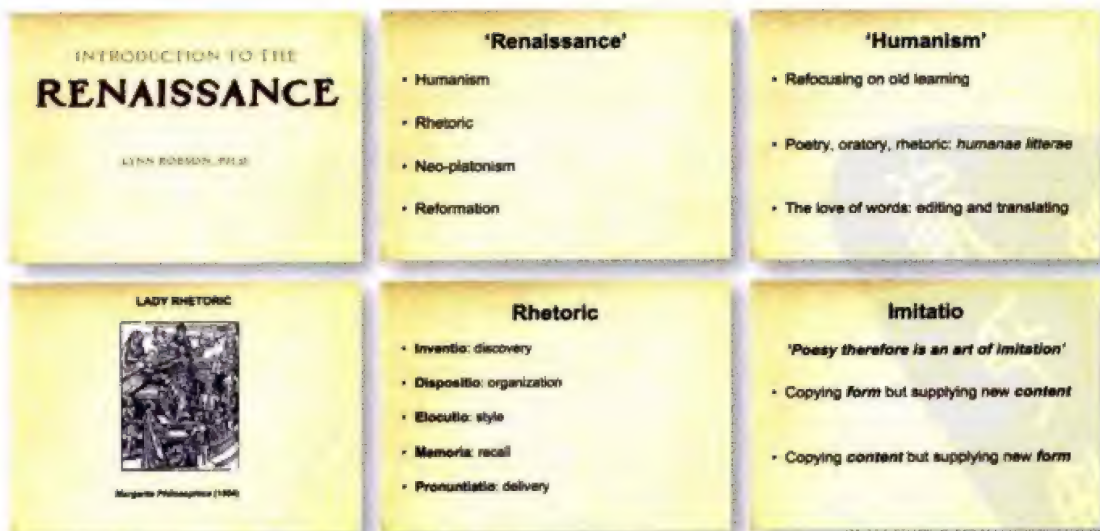 INTRODUCTION TO THE
RENAISSANCE
LYNN ROBSON, PH.D
'Renaissance'
• Humanism
• Rhetoric
• Neo-platonism
• Reformation
'Humanism'
• Refocusing on old learning
• Poetry, oratory, rhetoric: humanae litterae
• The love of words: editing and translating
LADY RHETORIC
Margarita Philosophica (1504)
Rhetoric
• Inventio: discovery
• Dispositio: organization
• Elocutio: style
• Memoria: recall
• Pronuntiatio: delivery
Imitatio
'Poesy therefore is an art of imitation'
• Copying form but supplying new content
• Copying content but supplying new form